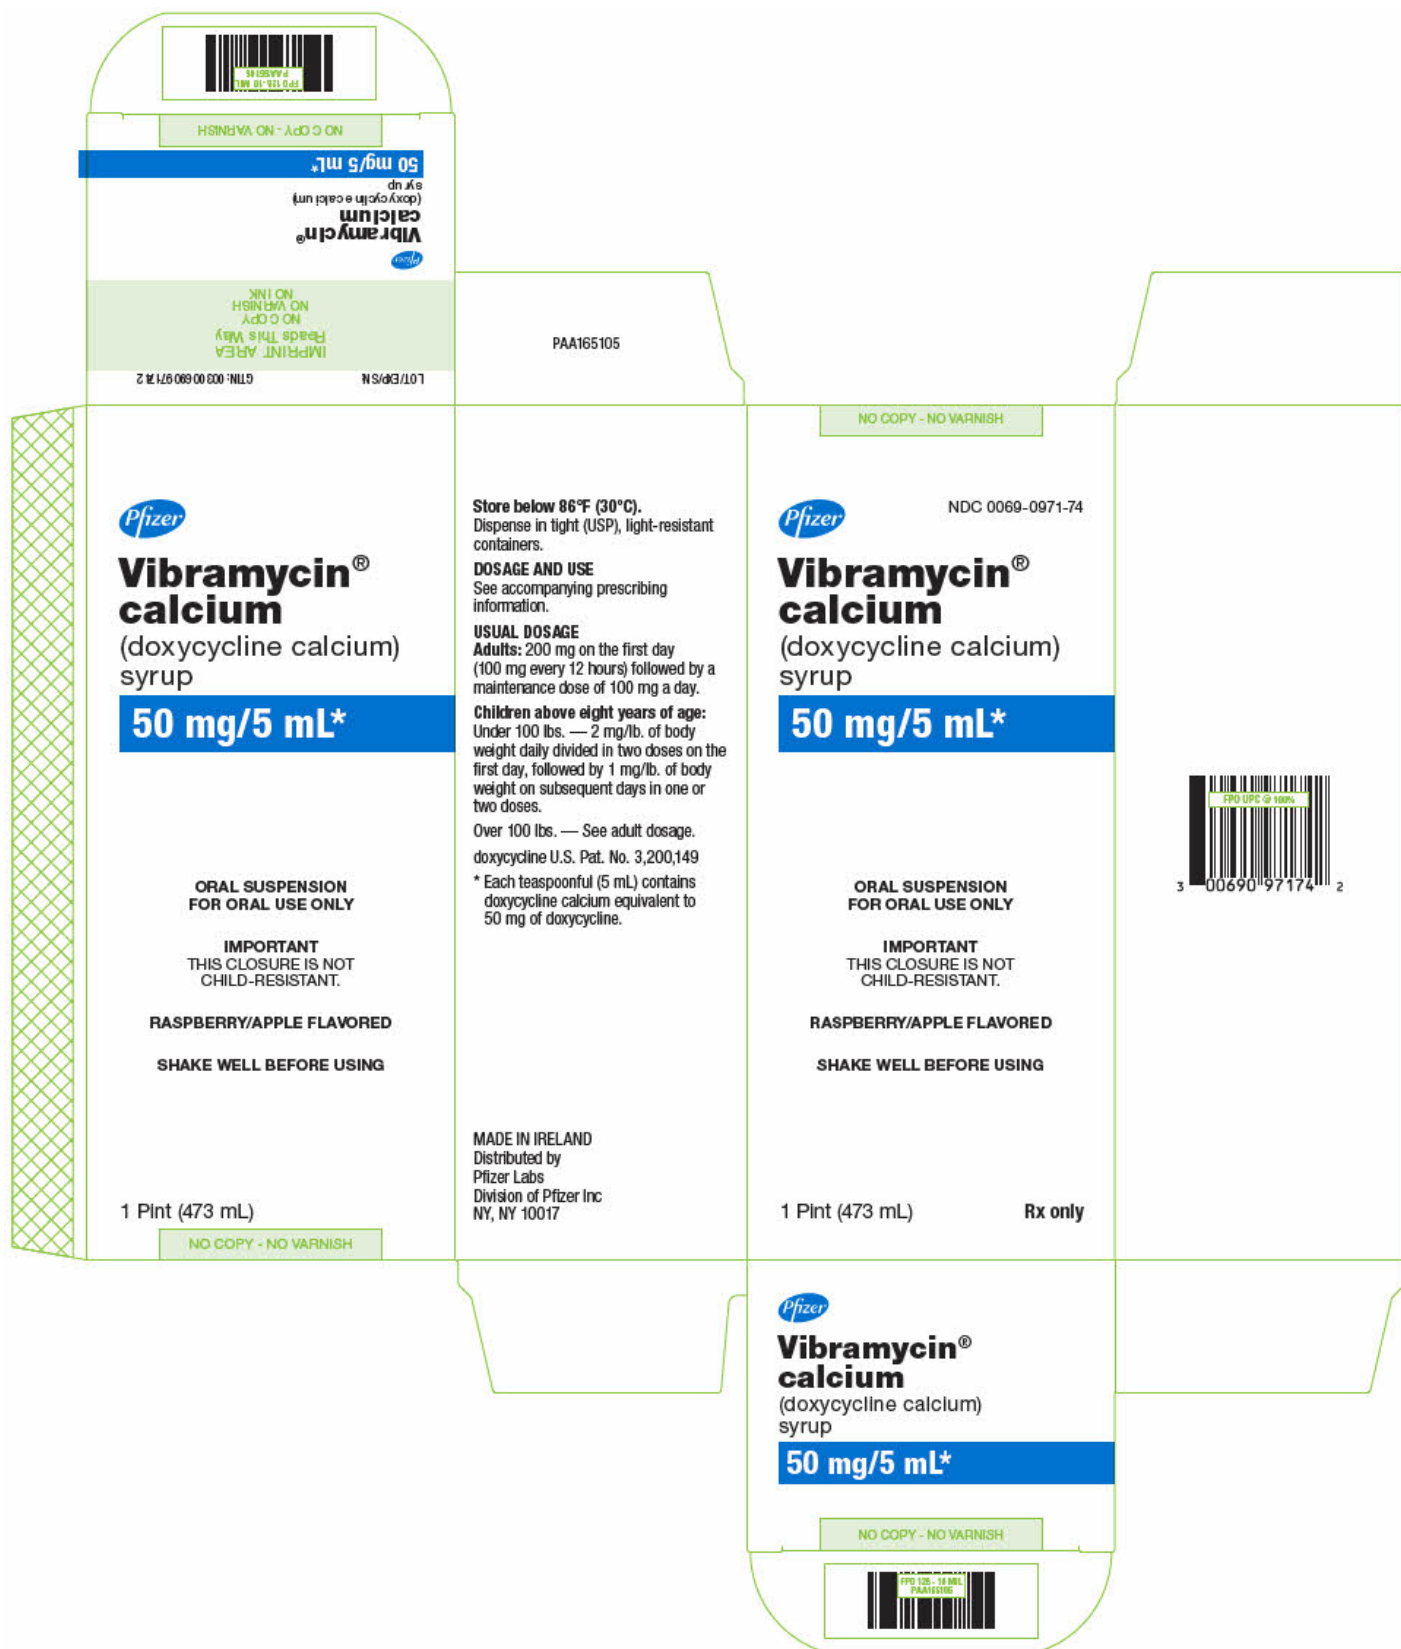 FPO 128 - 10 MIL
PAA165105
NO COPY - NO VARNISH
50 mg/5 mL*
syrup
(doxycycline calcium)
calcium
Vibramycin®
Pfizer
NO INK
NO VARNISH
NO COPY
Reads This Way
IMPRINT AREA
GTIN: 00300690971742
LOT/EXP/SN
PAA165105
Pfizer
Vibramycin®
calcium
(doxycycline calcium)
syrup
50 mg/5 mL*
ORAL SUSPENSION
FOR ORAL USE ONLY
IMPORTANT
THIS CLOSURE IS NOT
CHILD-RESISTANT.
RASPBERRY/APPLE FLAVORED
SHAKE WELL BEFORE USING
1 Pint (473 mL)
NO COPY - NO VARNISH
Store below 86°F (30°C).
Dispense in tight (USP), light-resistant
containers.
DOSAGE AND USE
See accompanying prescribing
information.
USUAL DOSAGE
Adults: 200 mg on the first day
(100 mg every 12 hours) followed by a
maintenance dose of 100 mg a day.
Children above eight years of age:
Under 100 lbs. — 2 mg/lb. of body
weight daily divided in two doses on the
first day, followed by 1 mg/lb. of body
weight on subsequent days in one or
two doses.
Over 100 lbs. — See adult dosage.
doxycycline U.S. Pat. No. 3,200,149
* Each teaspoonful (5 mL) contains
doxycycline calcium equivalent to
50 mg of doxycycline.
MADE IN IRELAND
Distributed by
Pfizer Labs
Division of Pfizer Inc
NY, NY 10017
NO COPY - NO VARNISH
Pfizer
NDC 0069-0971-74
Vibramycin®
calcium
(doxycycline calcium)
syrup
50 mg/5 mL*
ORAL SUSPENSION
FOR ORAL USE ONLY
IMPORTANT
THIS CLOSURE IS NOT
CHILD-RESISTANT.
RASPBERRY/APPLE FLAVORED
SHAKE WELL BEFORE USING
1 Pint (473 mL)
Rx only
FPO UPC @ 100%
3 00690 97174 2
Pfizer
Vibramycin®
calcium
(doxycycline calcium)
syrup
50 mg/5 mL*
NO COPY - NO VARNISH
FPO 128 - 10 MIL
PAA165105